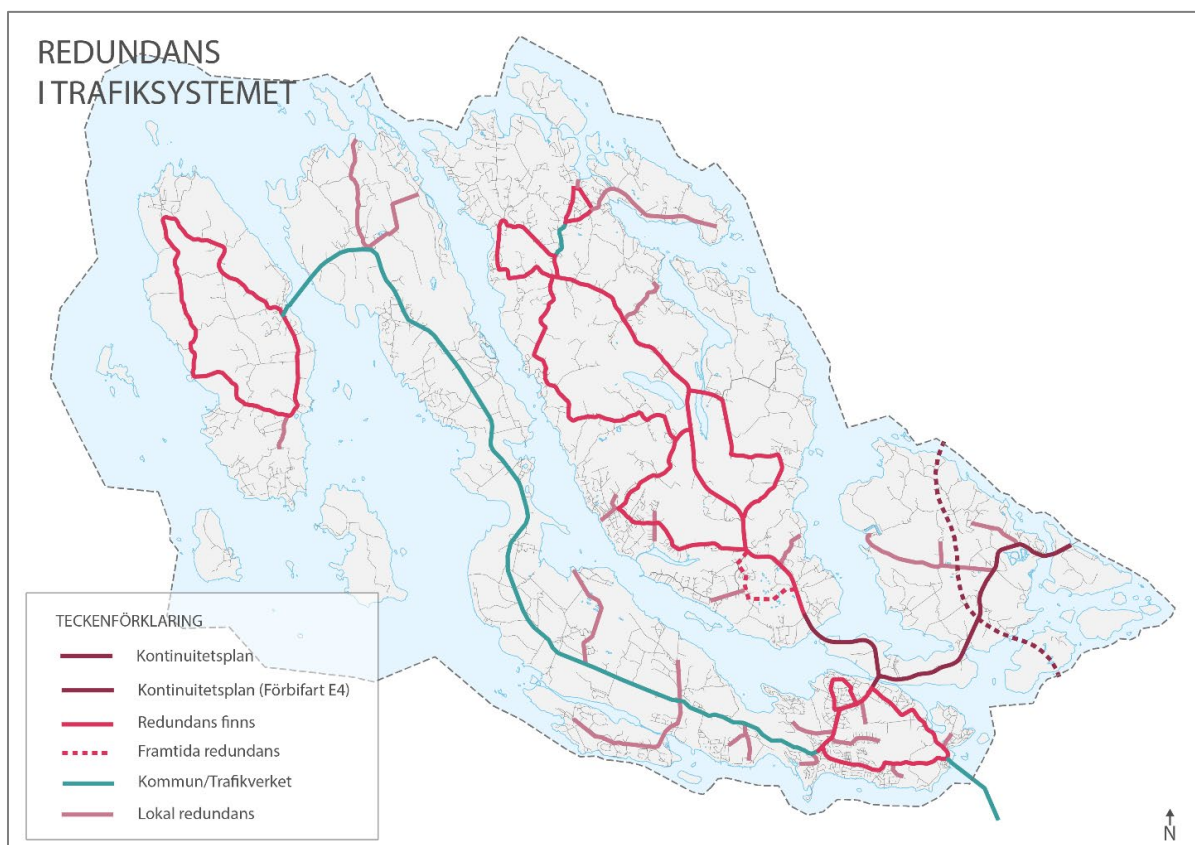 REDUNDANS
I TRAFIKSYSTEMET
TECKENFÖRKLARING
Kontinuitetsplan
Kontinuitetsplan (Förbifart E4)
Redundans finns
Framtida redundans
Kommun/Trafikverket
Lokal redundans
N